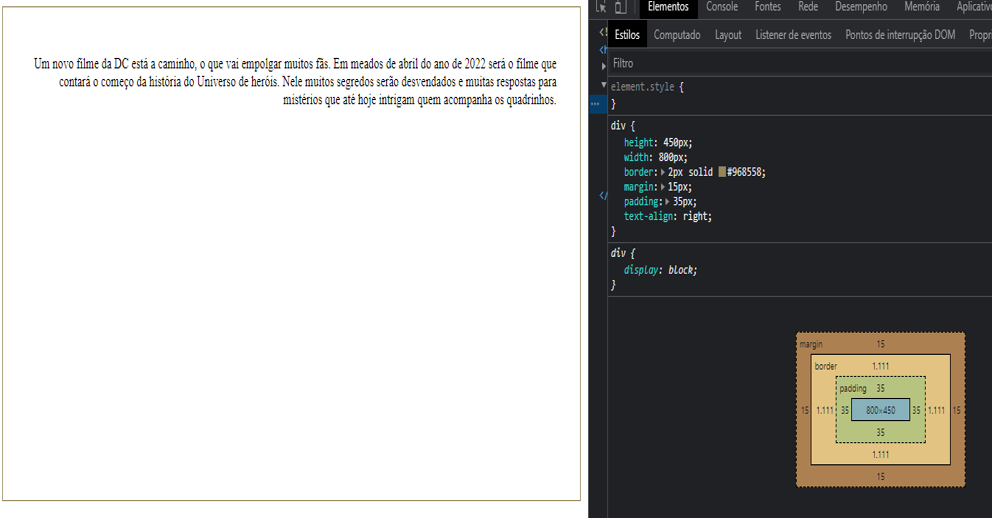 Um novo filme da DC está a caminho, o que vai empolgar muitos fãs. Em meados de abril do ano de 2022 será o filme que
contará o começo da história do Universo de heróis. Nele muitos segredos serão desvendados e muitas respostas para
mistérios que até hoje intrigam quem acompanha os quadrinhos.
Elementos Console Fontes Rede Desempenho Memória Aplicativo
Estilos Computado Layout Listener de eventos Pontos de interrupção DOM Propri
Filtro
element.style {
}
div {
height: 450px;
width: 800px;
border: 2px solid #968558;
margin: 15px;
padding: 35px;
text-align: right;
}
div {
display: block;
}
margin 15
border 1.111
padding 35
15 1.111 35 800×450 35 1.111 15
35
1.111
15